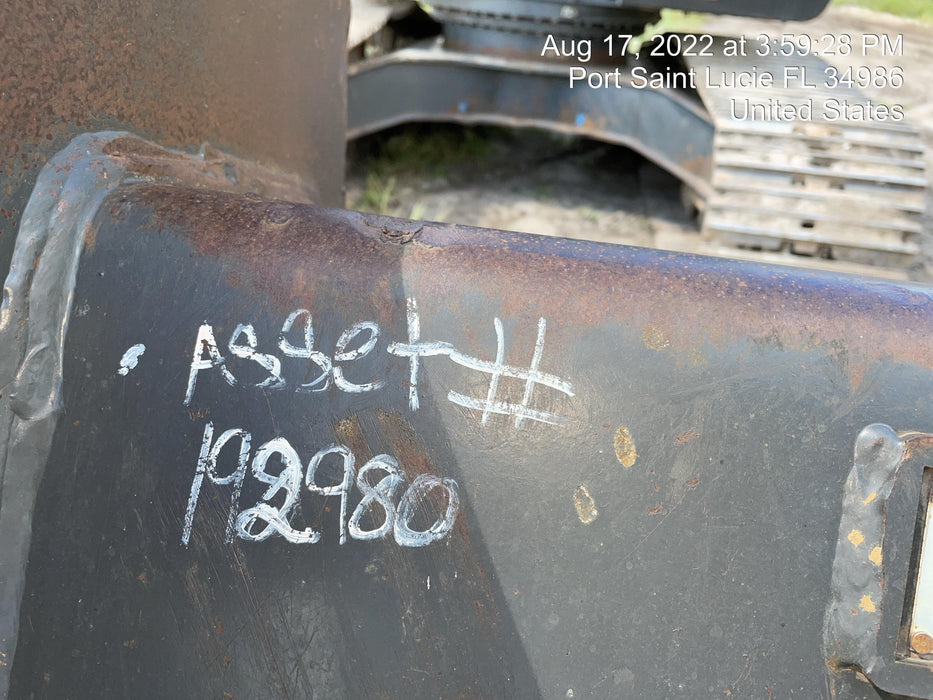 Aug 17, 2022 at 3:59:28 PM
Port Saint Lucie FL 34986
United States
Asset #
192980